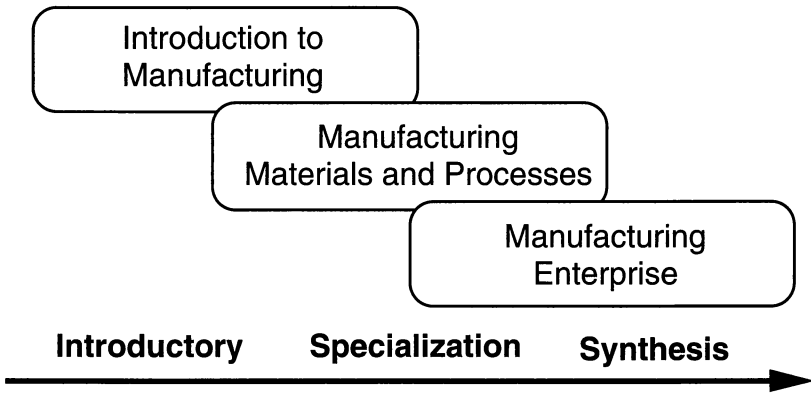 Introduction to
Manufacturing
Manufacturing
Materials and Processes
Manufacturing
Enterprise
Introductory
Specialization
Synthesis